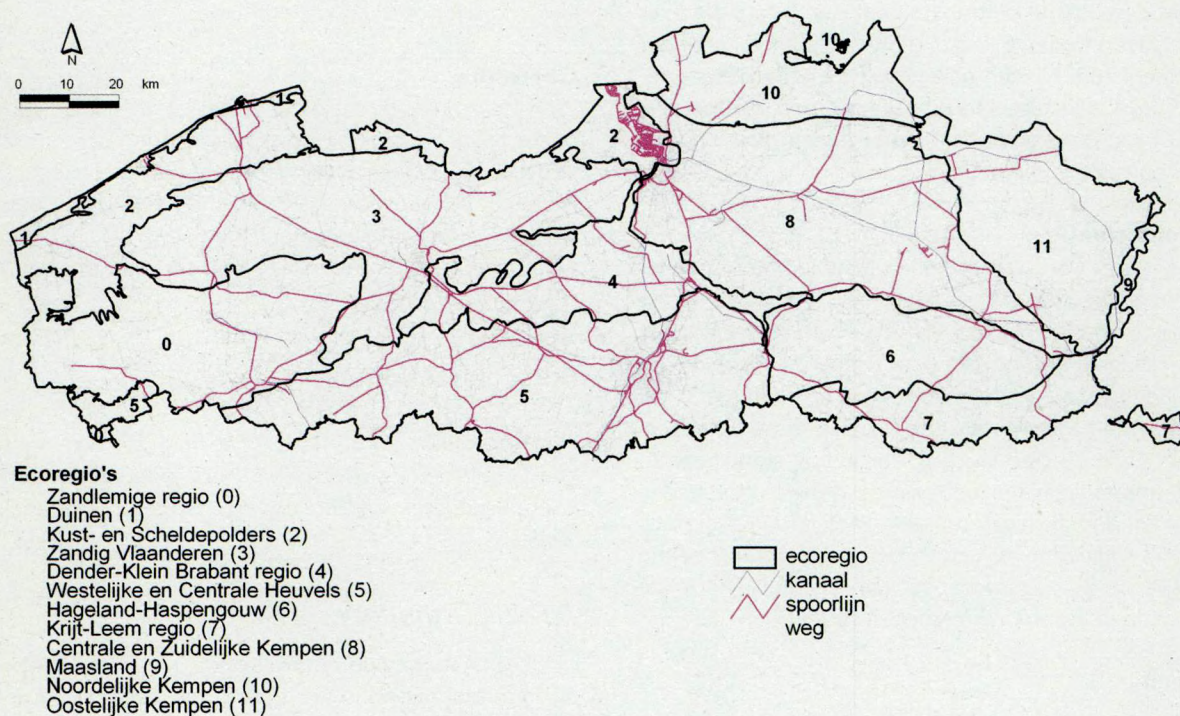 N
0 10 20 km
10
10
1
2
2
2
3
8
11
1
4
9
0
6
5
5
7
7
Ecoregio's
Zandlemige regio (0)
Duinen (1)
Kust- en Scheldepolders (2)
Zandig Vlaanderen (3)
Dender-Klein Brabant regio (4)
Westelijke en Centrale Heuvels (5)
Hageland-Haspengouw (6)
Krijt-Leem regio (7)
Centrale en Zuidelijke Kempen (8)
Maasland (9)
Noordelijke Kempen (10)
Oostelijke Kempen (11)
ecoregio
kanaal
spoorlijn
weg